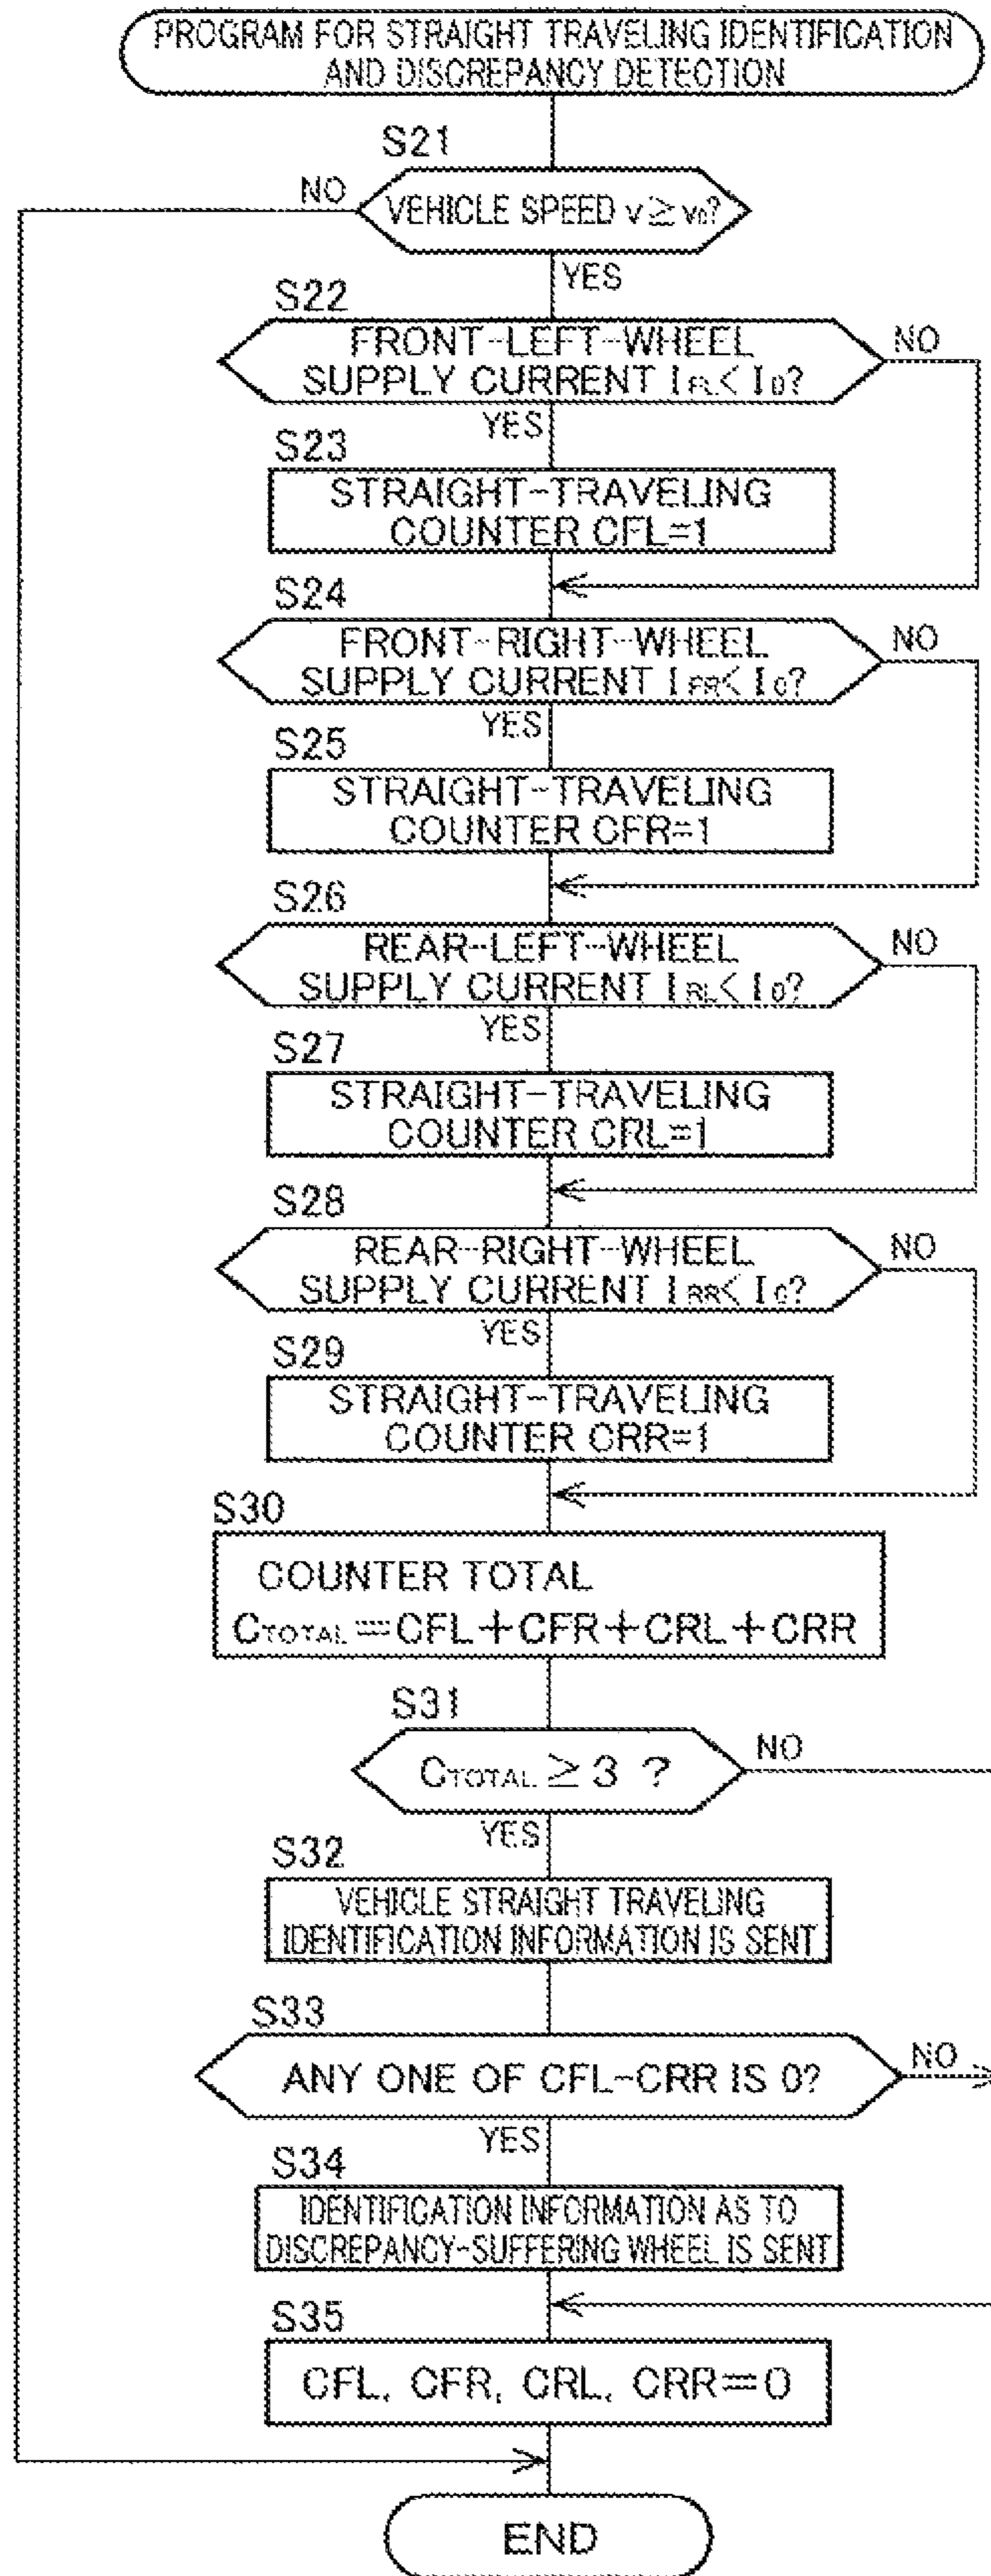 PROGRAM FOR STRAIGHT TRAVELING IDENTIFICATION
AND DISCREPANCY DETECTION
S21
NO
VEHICLE SPEED v≧v0?
YES
S22
FRONT-LEFT-WHEEL
SUPPLY CURRENT IFL< I0?
NO
YES
S23
STRAIGHT-TRAVELING
COUNTER CFL=1
S24
FRONT-RIGHT-WHEEL
SUPPLY CURRENT IFR< I0?
NO
YES
S25
STRAIGHT-TRAVELING
COUNTER CFR=1
S26
REAR-LEFT-WHEEL
SUPPLY CURRENT IRL< I0?
NO
YES
S27
STRAIGHT-TRAVELING
COUNTER CRL=1
S28
REAR-RIGHT-WHEEL
SUPPLY CURRENT IRR< I0?
NO
YES
S29
STRAIGHT-TRAVELING
COUNTER CRR=1
S30
COUNTER TOTAL
CTOTAL=CFL+CFR+CRL+CRR
S31
CTOTAL≧3 ?
NO
YES
S32
VEHICLE STRAIGHT TRAVELING
IDENTIFICATION INFORMATION IS SENT
S33
ANY ONE OF CFL-CRR IS 0?
NO
YES
S34
IDENTIFICATION INFORMATION AS TO
DISCREPANCY-SUFFERING WHEEL IS SENT
S35
CFL, CFR, CRL, CRR=0
END